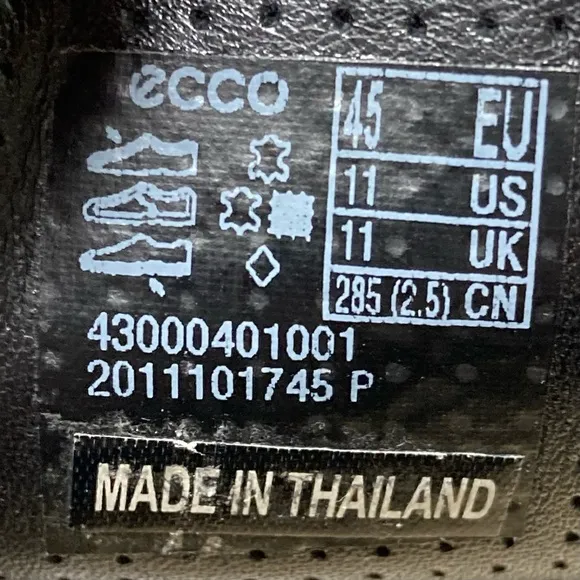 ecco
45 EU
11 US
11 UK
285 (2.5) CN
43000401001
2011101745 P
MADE IN THAILAND